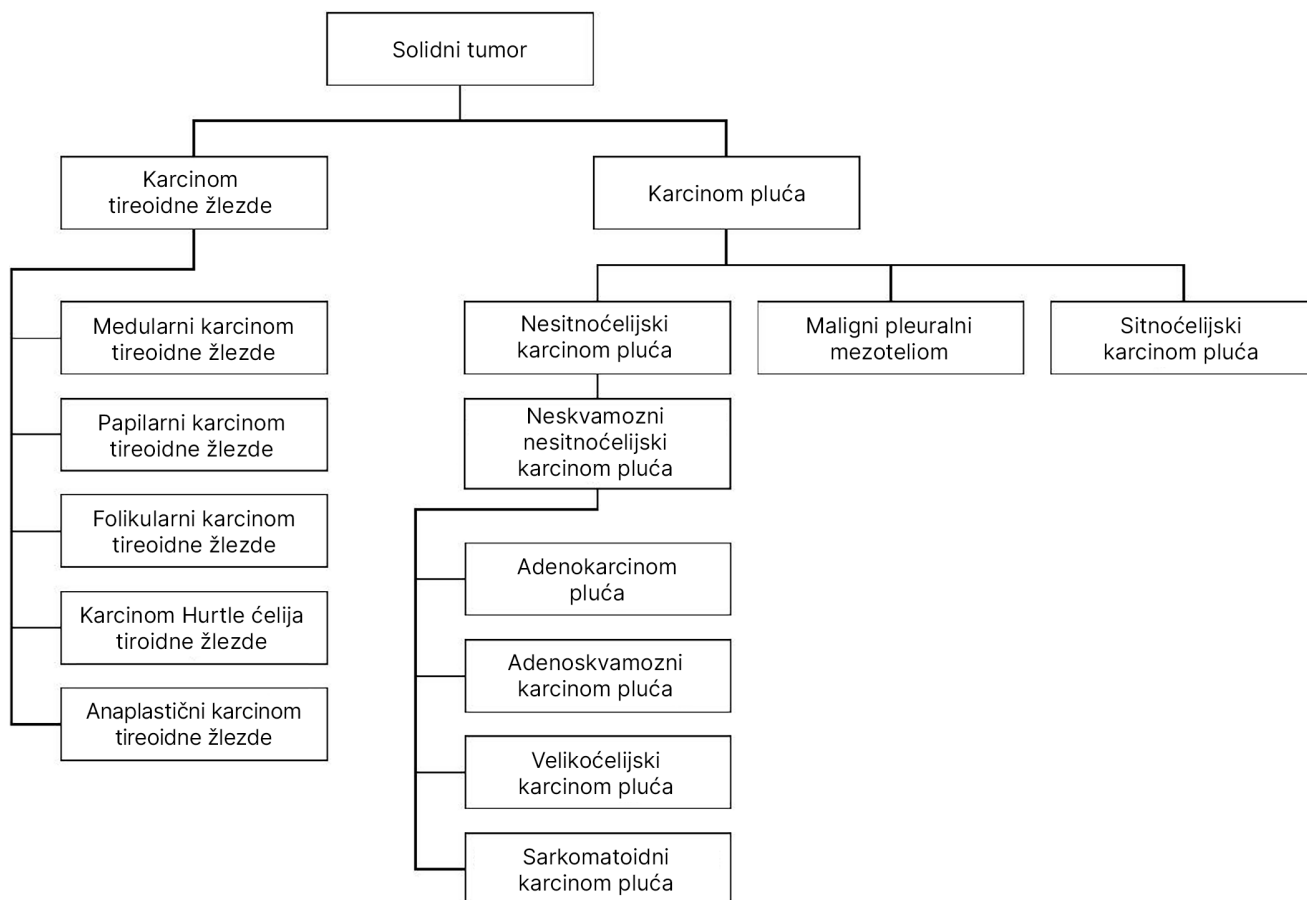 Solidni tumor
Karcinom
tireoidne žlezde
Karcinom pluća
Medularni karcinom
tireoidne žlezde
Papilarni karcinom
tireoidne žlezde
Folikularni karcinom
tireoidne žlezde
Karcinom Hurtle ćelija
tiroidne žlezde
Anaplastični karcinom
tireoidne žlezde
Nesitnoćelijski
karcinom pluća
Maligni pleuralni
mezoteliom
Sitnoćelijski
karcinom pluća
Neskvamozni
nesitnoćelijski
karcinom pluća
Adenokarcinom
pluća
Adenoskvamozni
karcinom pluća
Velikoćelijski
karcinom pluća
Sarkomatoidni
karcinom pluća